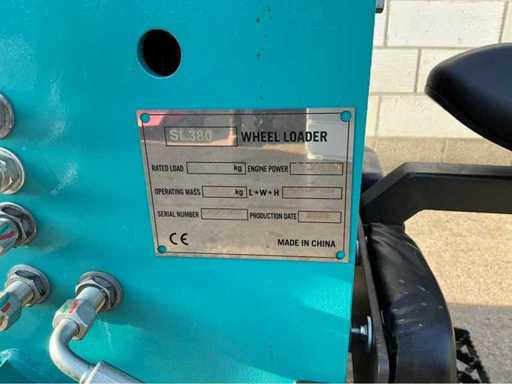 SL380 WHEEL LOADER
RATED LOAD kg ENGINE POWER
OPERATING MASS kg L*W*H
SERIAL NUMBER PRODUCTION DATE
CE MADE IN CHINA